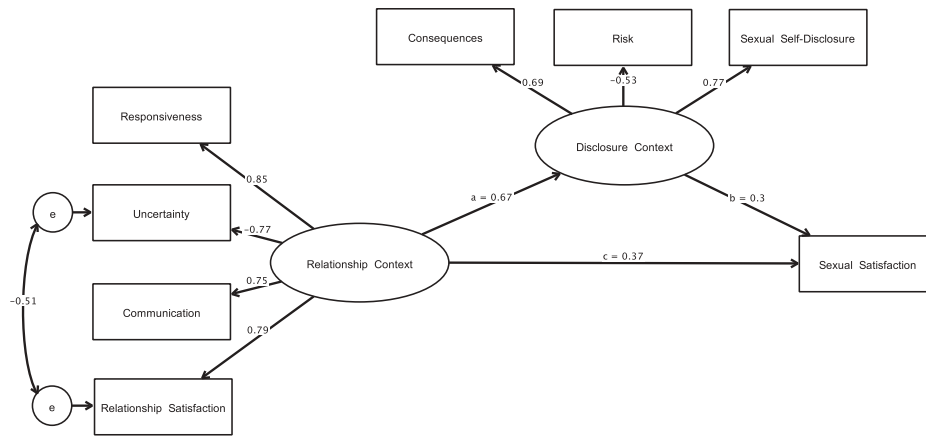 Consequences
Risk
Sexual Self-Disclosure
0.69
–0.53
0.77
Responsiveness
Disclosure Context
0.85
a = 0.67
b = 0.3
e
Uncertainty
–0.77
Relationship Context
c = 0.37
Sexual Satisfaction
0.75
–0.51
Communication
0.79
e
Relationship Satisfaction